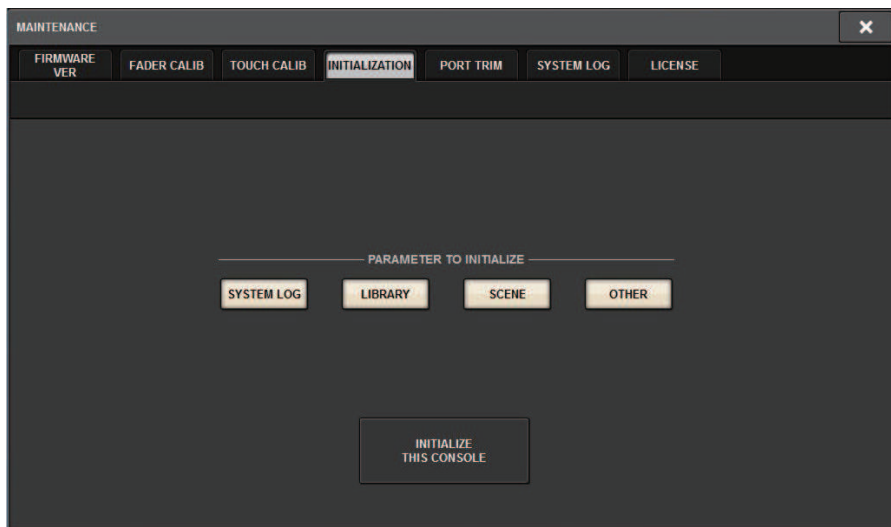 MAINTENANCE
FIRMWARE
VER
FADER CALIB
TOUCH CALIB
INITIALIZATION
PORT TRIM
SYSTEM LOG
LICENSE
PARAMETER TO INITIALIZE
SYSTEM LOG
LIBRARY
SCENE
OTHER
INITIALIZE
THIS CONSOLE